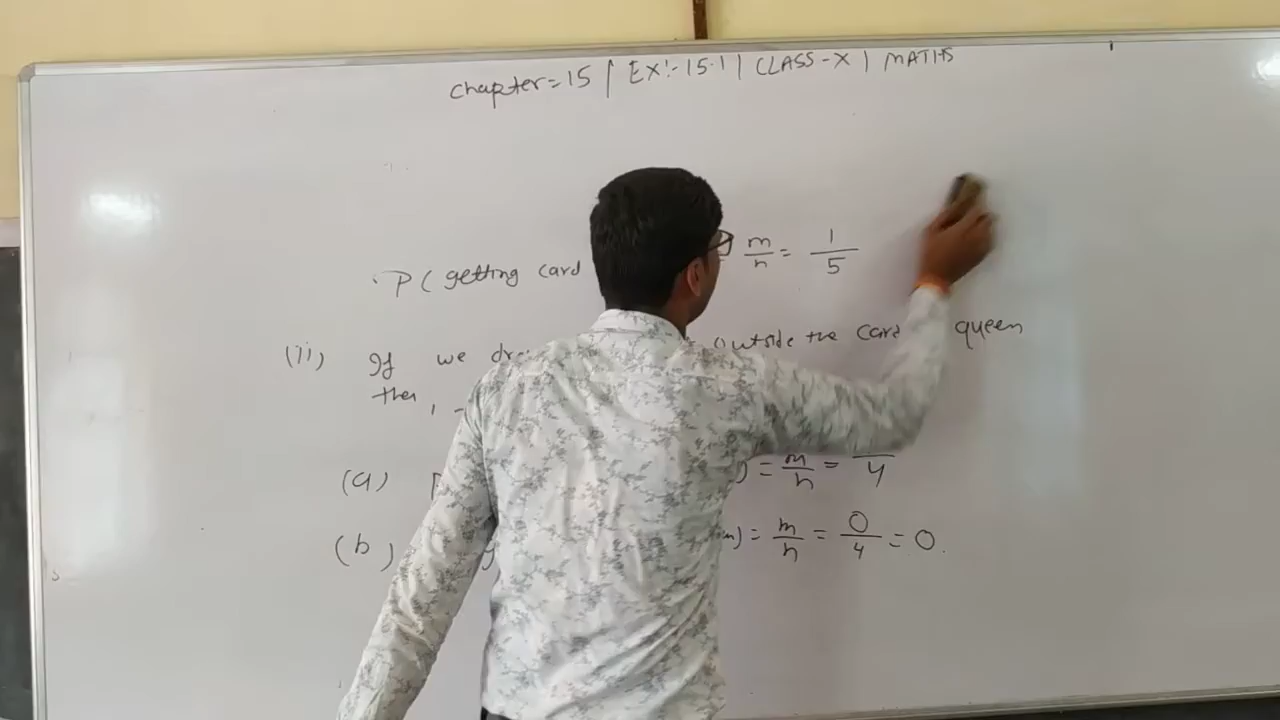 chapter = 15 | EX:- 15.1 | CLASS - X | MATHS
P( getting card m/n = 1/5
(ii) If we outside the card queen
then,
(a) ) = m/n = /4
(b) ) = m/n = 0/4 = 0.